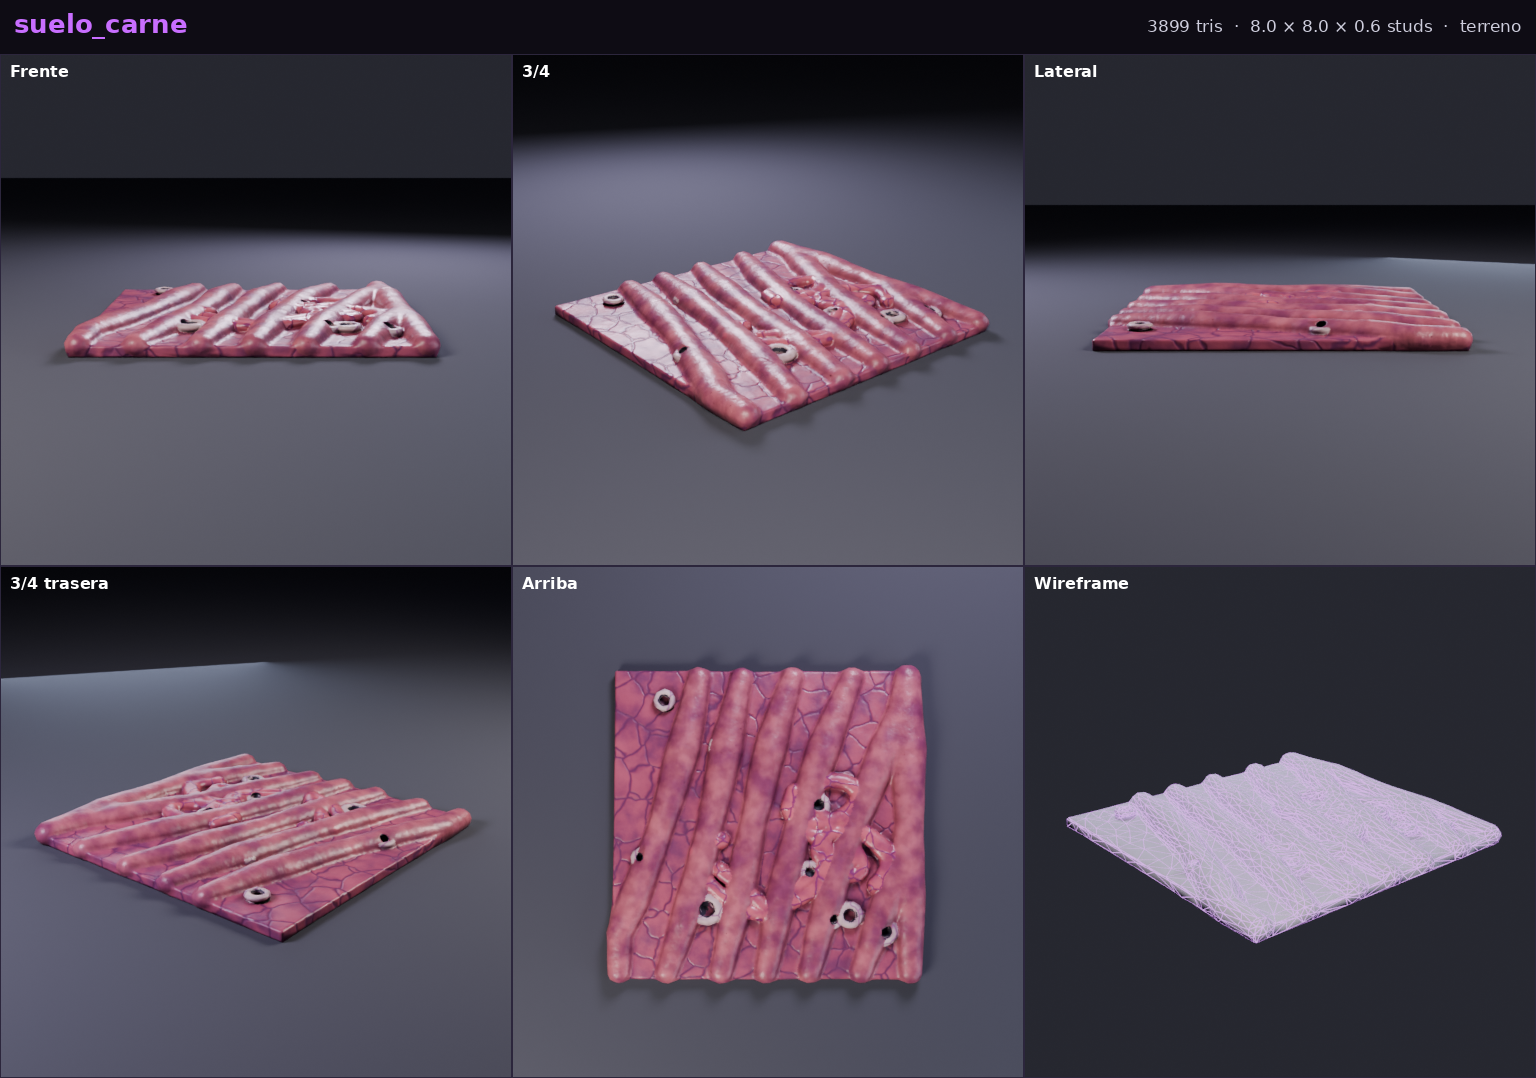 suelo_carne
3899 tris · 8.0 × 8.0 × 0.6 studs · terreno
Frente
3/4
Lateral
3/4 trasera
Arriba
Wireframe